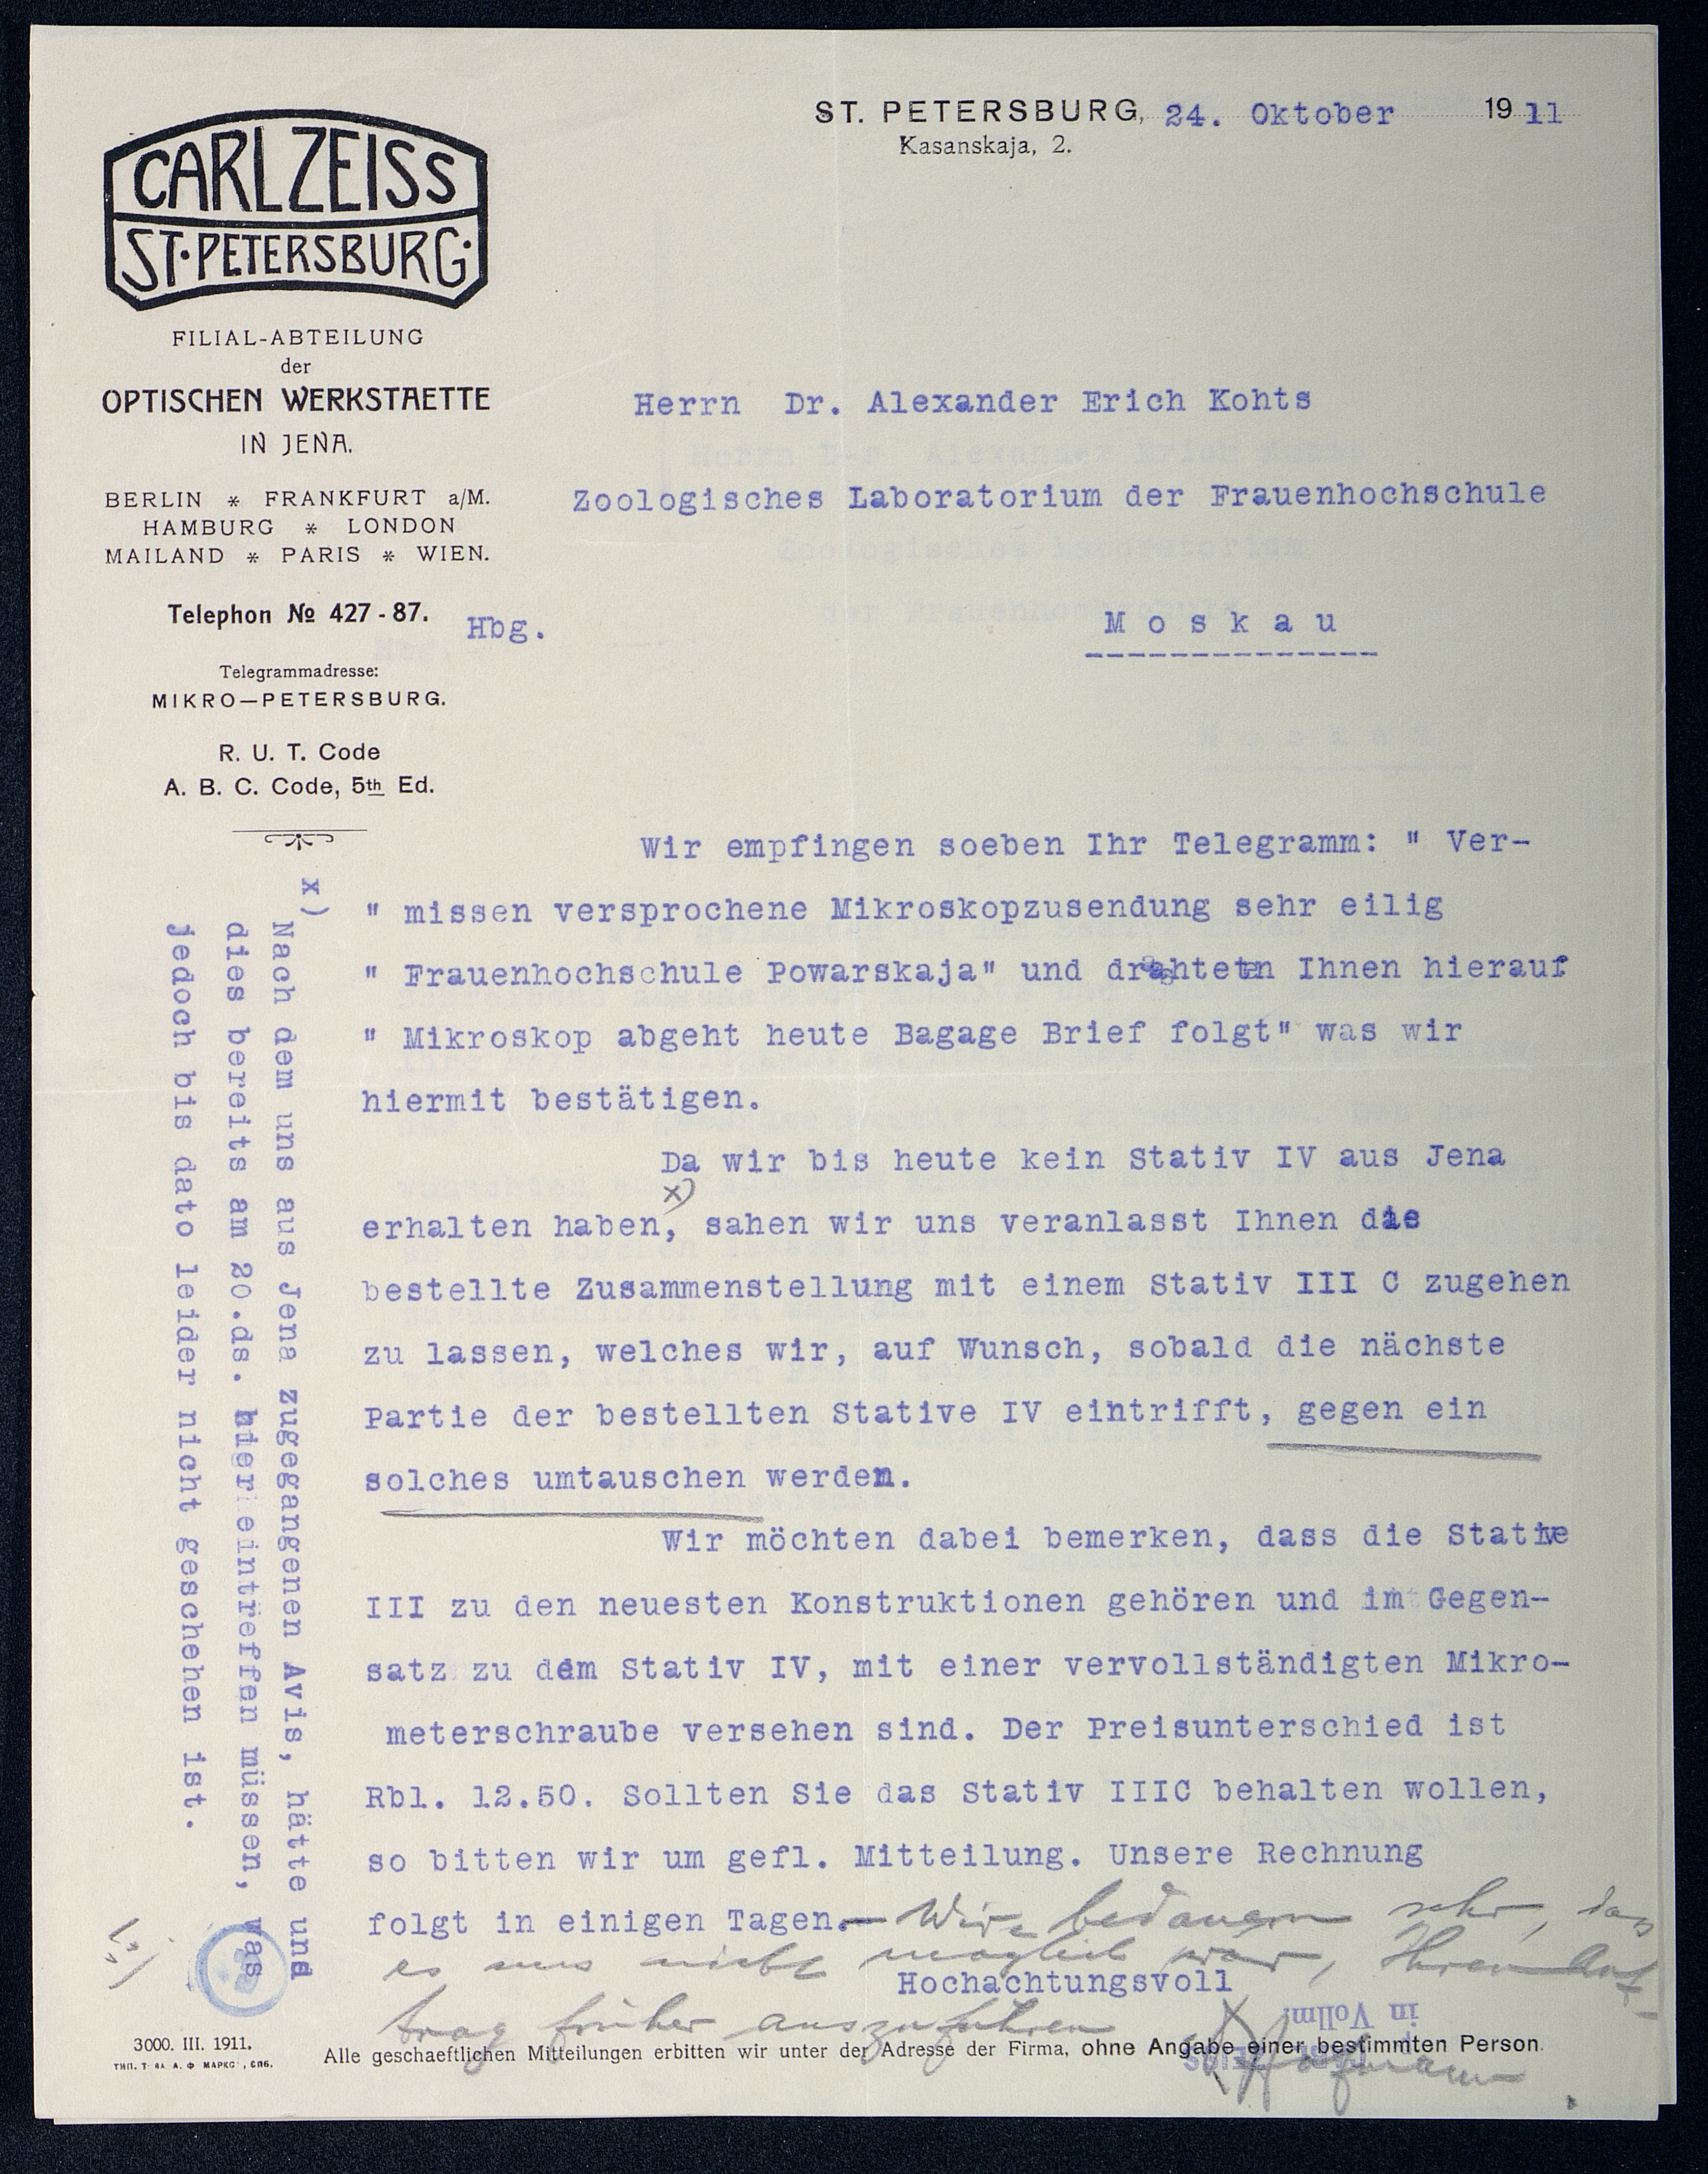 ST. PETERSBURG, 24. Oktober 1911
Kasanskaja, 2.
CARL ZEISS
ST. PETERSBURG.
FILIAL-ABTEILUNG
der
OPTISCHEN WERKSTAETTE
IN JENA.
BERLIN * FRANKFURT a/M.
HAMBURG * LONDON
MAILAND * PARIS * WIEN.
Telephon № 427-87.
Hbg.
Telegrammadresse:
MIKRO—PETERSBURG.
R. U. T. Code
A. B. C. Code, 5th Ed.
Herrn Dr. Alexander Erich Kohts
Zoologisches Laboratorium der Frauenhochschule
Moskau
Wir empfingen soeben Ihr Telegramm: " Ver-
" missen versprochene Mikroskopzusendung sehr eilig
" Frauenhochschule Powarskaja" und drahteten Ihnen hierauf
" Mikroskop abgeht heute Bagage Brief folgt" was wir
hiermit bestätigen.
Da wir bis heute kein Stativ IV aus Jena
x)
erhalten haben, sahen wir uns veranlasst Ihnen die
bestellte Zusammenstellung mit einem Stativ III C zugehen
zu lassen, welches wir, auf Wunsch, sobald die nächste
Partie der bestellten Stative IV eintrifft, gegen ein
solches umtauschen werden.
Wir möchten dabei bemerken, dass die Stative
III zu den neuesten Konstruktionen gehören und im Gegen-
satz zu dem Stativ IV, mit einer vervollständigten Mikro-
meterschraube versehen sind. Der Preisunterschied ist
Rbl. 12.50. Sollten Sie das Stativ IIIC behalten wollen,
so bitten wir um gefl. Mitteilung. Unsere Rechnung
folgt in einigen Tagen.— Wir bedauern sehr, dass
es uns nicht möglich war, Ihren Auf-
trag früher auszuführen
Hochachtungsvoll
in Vollm:
CARL ZEISS
x)
Nach dem uns aus Jena zugegangenen Avis, hätte und
dies bereits am 20.ds. hier eintreffen müssen, was
jedoch bis dato leider nicht geschehen ist.
3000. III. 1911.
ТИП. Т-ВА А. Ф МАРКС', СПБ.
Alle geschaeftlichen Mitteilungen erbitten wir unter der Adresse der Firma, ohne Angabe einer bestimmten Person.